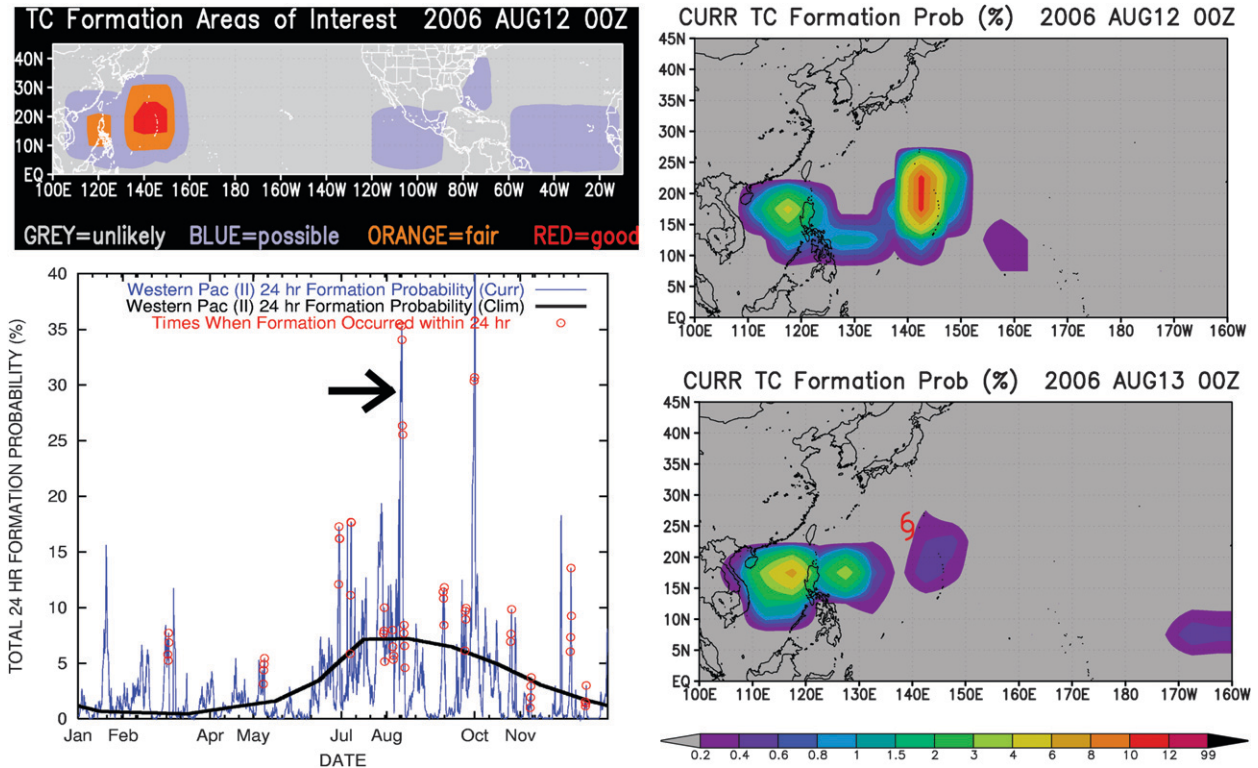 TC Formation Areas of Interest 2006 AUG12 00Z
40N
30N
20N
10N
EQ
100E 120E 140E 160E 180 160W 140W 120W 100W 80W 60W 40W 20W
GREY=unlikely BLUE=possible ORANGE=fair RED=good
CURR TC Formation Prob (%) 2006 AUG12 00Z
45N
40N
35N
30N
25N
20N
15N
10N
5N
EQ
100E 110E 120E 130E 140E 150E 160E 170E 180 170W 160W
TOTAL 24 HR FORMATION PROBABILITY (%)
Western Pac (II) 24 hr Formation Probability (Curr)
Western Pac (II) 24 hr Formation Probability (Clim)
Times When Formation Occurred within 24 hr
40
35
30
25
20
15
10
5
0
Jan Feb Apr May Jul Aug Oct Nov
DATE
CURR TC Formation Prob (%) 2006 AUG13 00Z
45N
40N
35N
30N
25N
20N
15N
10N
5N
EQ
100E 110E 120E 130E 140E 150E 160E 170E 180 170W 160W
0.2 0.4 0.6 0.8 1 1.5 2 3 4 6 8 10 12 99